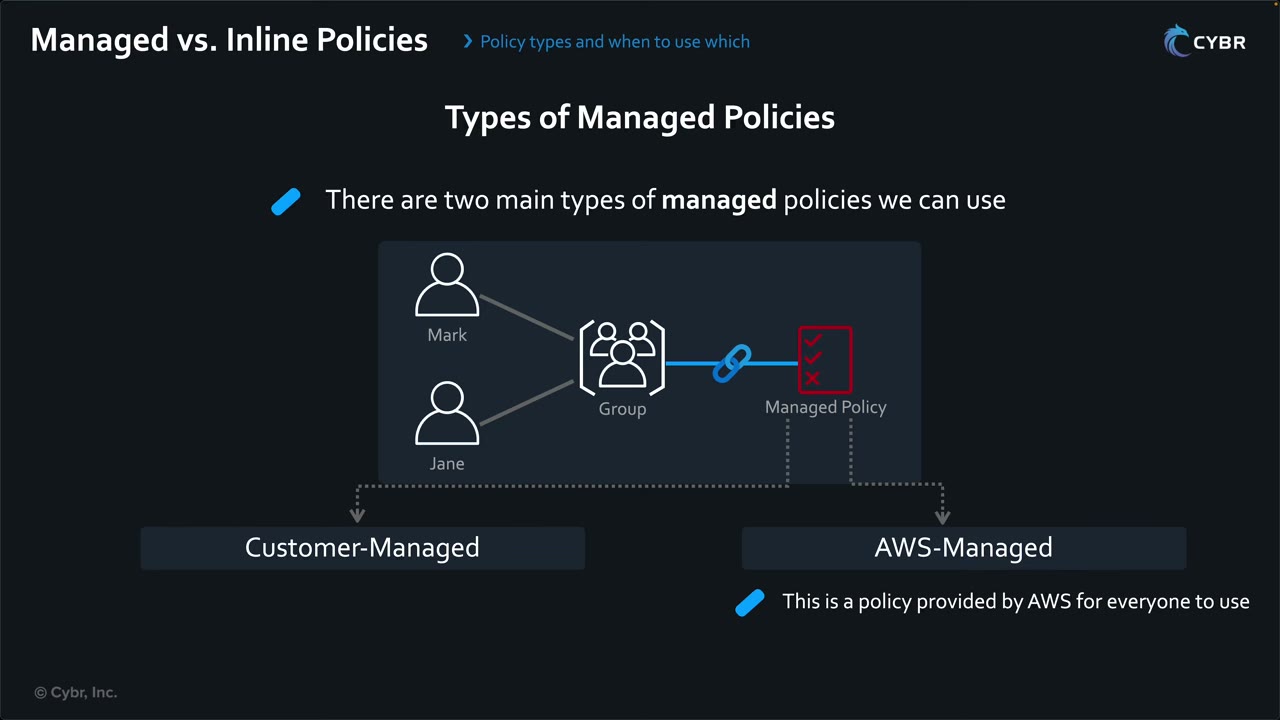 Managed vs. Inline Policies
❯ Policy types and when to use which
CYBR
Types of Managed Policies
There are two main types of managed policies we can use
Mark
Group
Managed Policy
Jane
Customer-Managed
AWS-Managed
This is a policy provided by AWS for everyone to use
© Cybr, Inc.